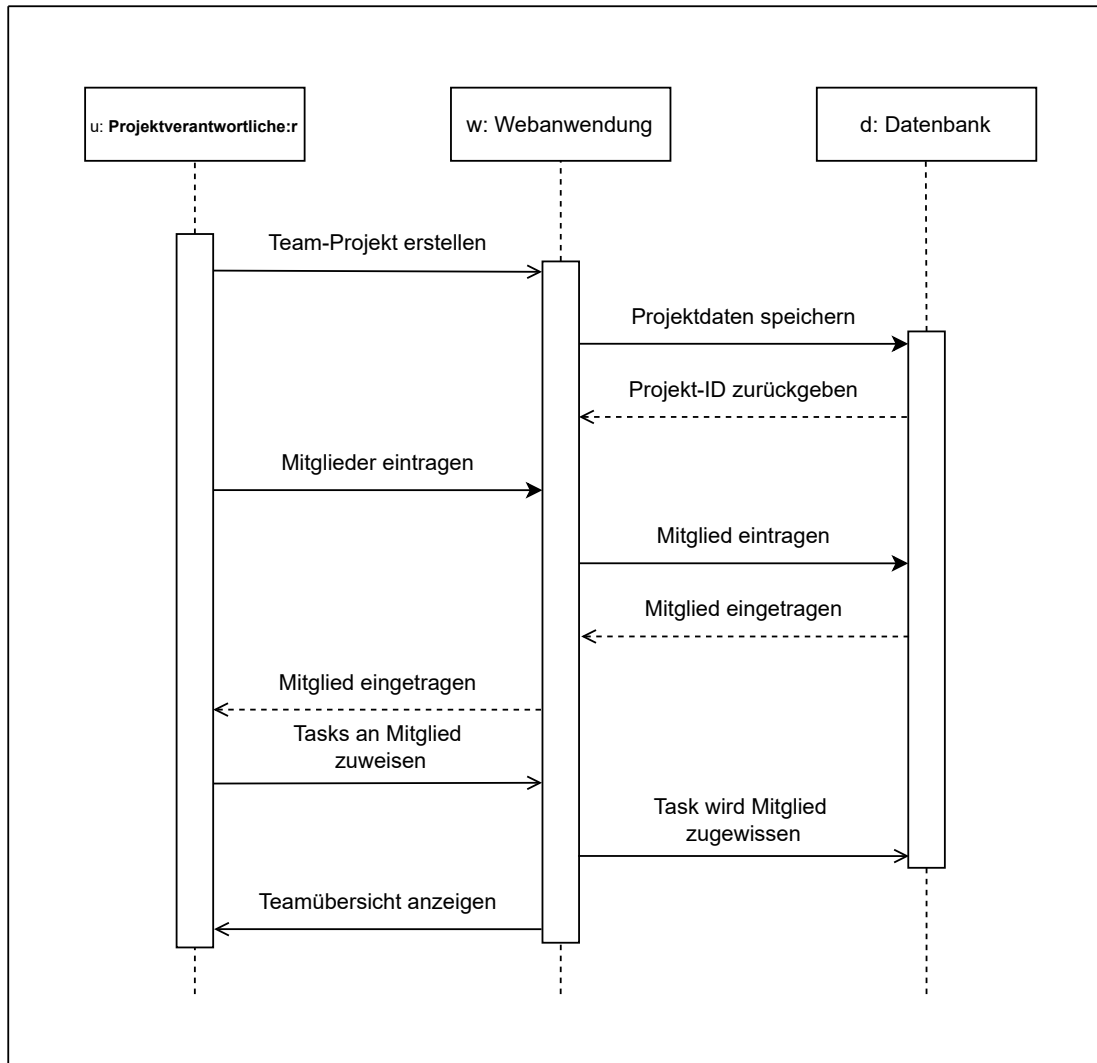 u: Projektverantwortliche:r
w: Webanwendung
d: Datenbank
Team-Projekt erstellen
Projektdaten speichern
Projekt-ID zurückgeben
Mitglieder eintragen
Mitglied eintragen
Mitglied eingetragen
Mitglied eingetragen
Tasks an Mitglied
zuweisen
Task wird Mitglied
zugewissen
Teamübersicht anzeigen